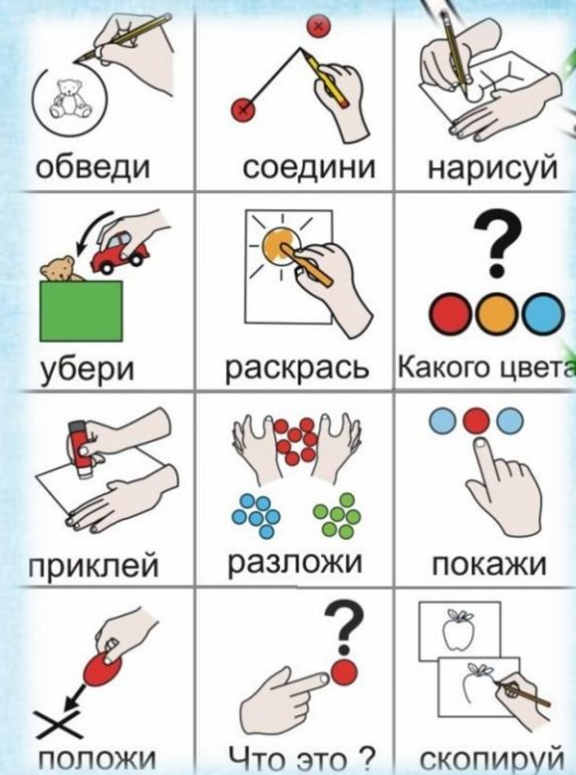 обведи
соедини
нарисуй
убери
раскрась
Какого цвета
приклей
разложи
покажи
положи
Что это ?
скопируй